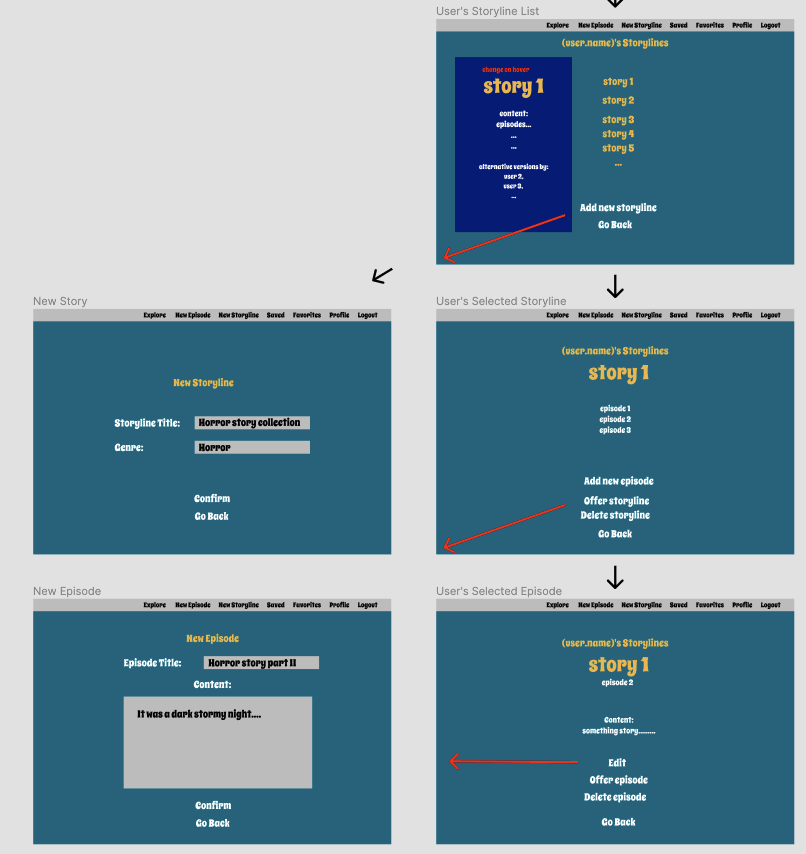 User's Storyline List
Explore New Episode New Storyline Saved Favorites Profile Logout
(user.name)'s Storylines
change on hover
story 1
content:
episodes...
...
...
alternative versions by:
user 2,
user 3,
...
story 1
story 2
story 3
story 4
story 5
...
Add new storyline
Go Back
New Story
Explore New Episode New Storyline Saved Favorites Profile Logout
New Storyline
Storyline Title: Horror story collection
Genre: Horror
Confirm
Go Back
User's Selected Storyline
Explore New Episode New Storyline Saved Favorites Profile Logout
(user.name)'s Storylines
story 1
episode 1
episode 2
episode 3
Add new episode
Offer storyline
Delete storyline
Go Back
New Episode
Explore New Episode New Storyline Saved Favorites Profile Logout
New Episode
Episode Title: Horror story part II
Content:
It was a dark stormy night....
Confirm
Go Back
User's Selected Episode
Explore New Episode New Storyline Saved Favorites Profile Logout
(user.name)'s Storylines
story 1
episode 2
Content:
something story.........
Edit
Offer episode
Delete episode
Go Back